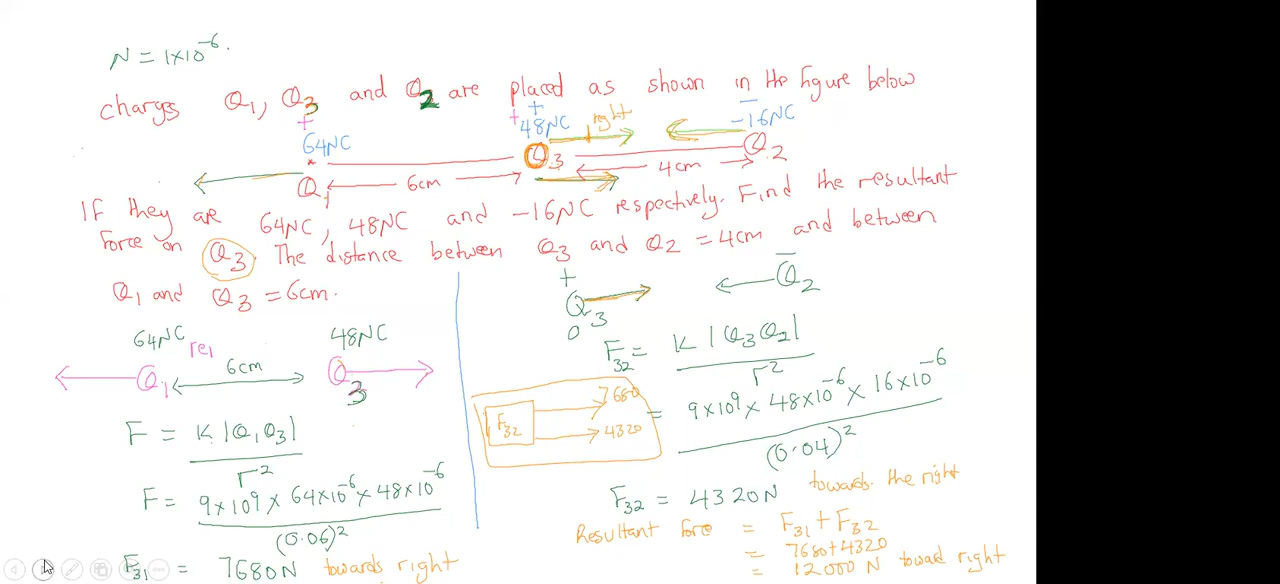 N = 1×10⁻⁶.
charges Q₁, Q₃ and Q₂ are placed as shown in the figure below
+ + + −
64NC 48NC right −16NC
Q₁ 6cm Q.₃ 4cm Q.₂
If they are 64NC, 48NC and −16NC respectively. Find the resultant
force on Q₃. The distance between Q₃ and Q₂ = 4cm and between
Q₁ and Q₃ = 6cm.
64NC 48NC
rei 6cm
Q₁ Q₃
F = K|Q₁Q₃| / r²
F = 9×10⁹ × 64×10⁻⁶ × 48×10⁻⁶ / (0.06)²
F₃₁ = 7680N towards right
+ −
Q₃ Q₂
0
F₃₂ = K|Q₃Q₂| / r²
= 9×10⁹ × 48×10⁻⁶ × 16×10⁻⁶ / (0.04)²
F₃₂ 7680
4320
F₃₂ = 4320N towards the right
Resultant force = F₃₁ + F₃₂
= 7680+4320
= 12000 N toward right